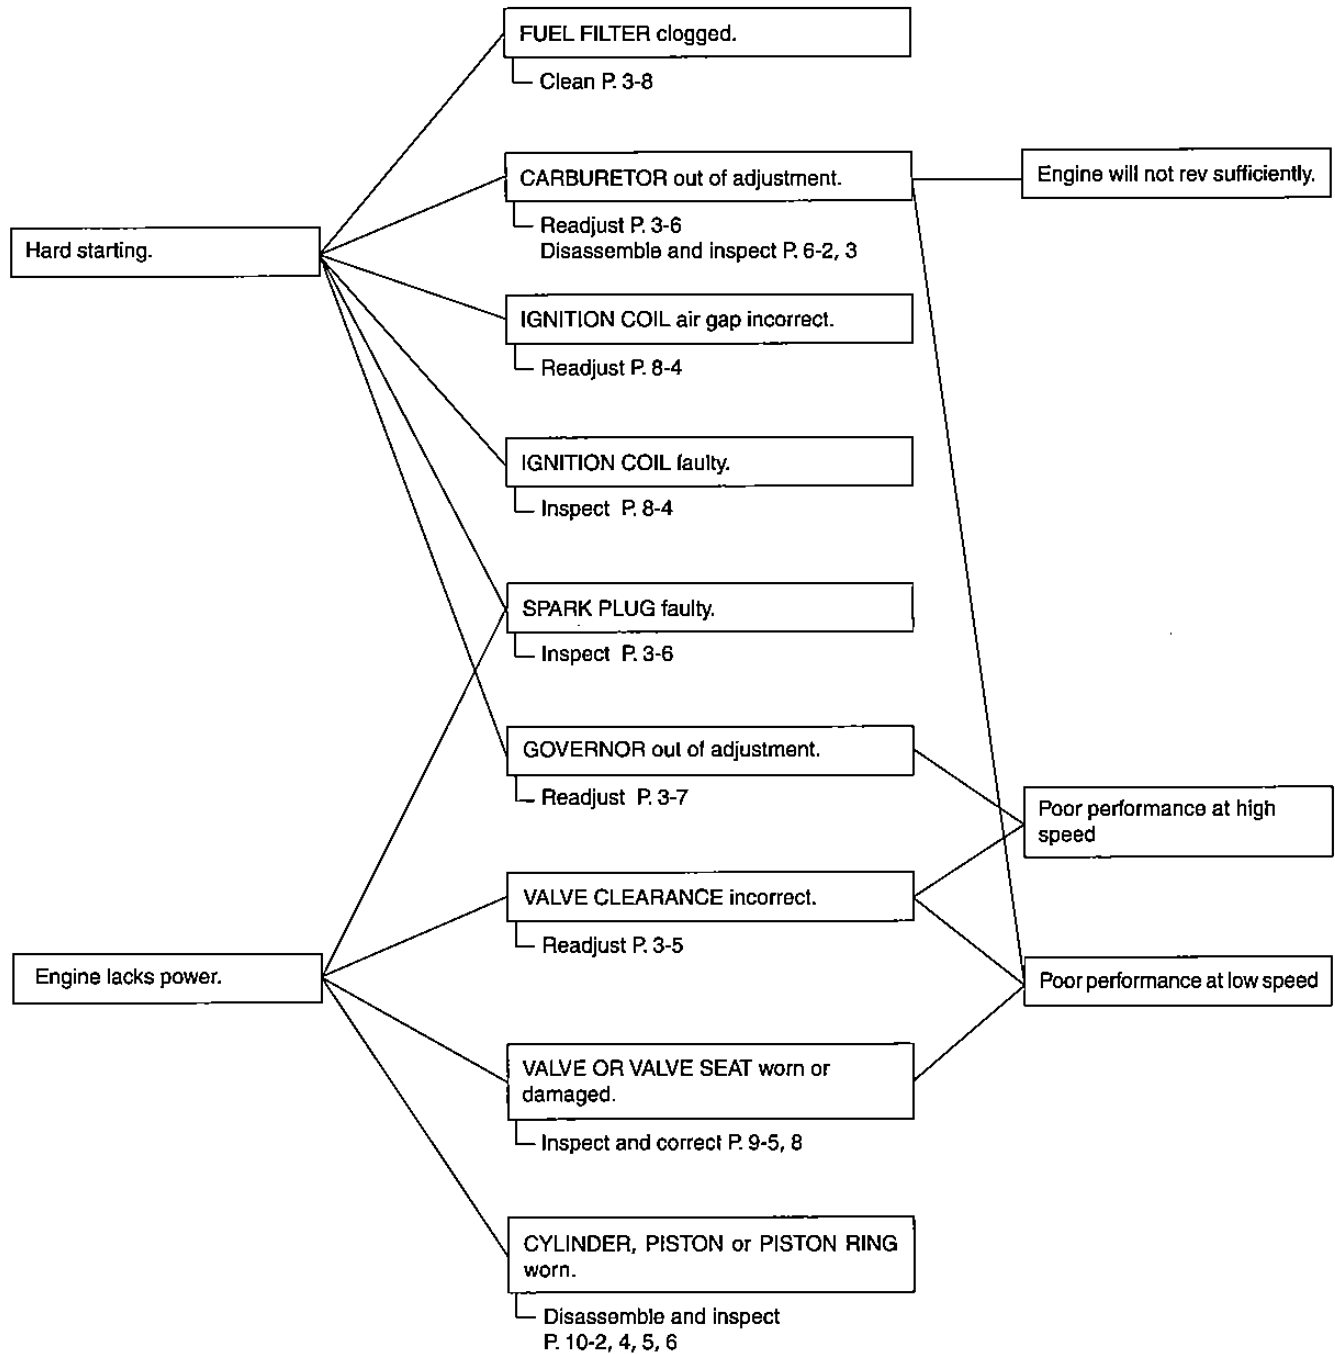 FUEL FILTER clogged.
Clean P. 3-8
CARBURETOR out of adjustment.
Engine will not rev sufficiently.
Readjust P. 3-6
Disassemble and inspect P. 6-2, 3
Hard starting.
IGNITION COIL air gap incorrect.
Readjust P. 8-4
IGNITION COIL faulty.
Inspect P. 8-4
SPARK PLUG faulty.
Inspect P. 3-6
GOVERNOR out of adjustment.
Readjust P. 3-7
Poor performance at high
speed
VALVE CLEARANCE incorrect.
Readjust P. 3-5
Engine lacks power.
Poor performance at low speed
VALVE OR VALVE SEAT worn or
damaged.
Inspect and correct P. 9-5, 8
CYLINDER, PISTON or PISTON RING
worn.
Disassemble and inspect
P. 10-2, 4, 5, 6